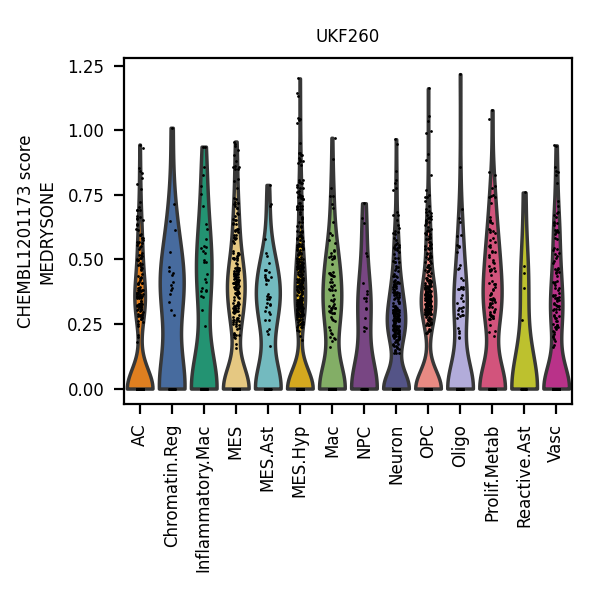 UKF260
CHEMBL1201173 score
MEDRYSONE
1.25
1.00
0.75
0.50
0.25
0.00
AC
Chromatin.Reg
Inflammatory.Mac
MES
MES.Ast
MES.Hyp
Mac
NPC
Neuron
OPC
Oligo
Prolif.Metab
Reactive.Ast
Vasc